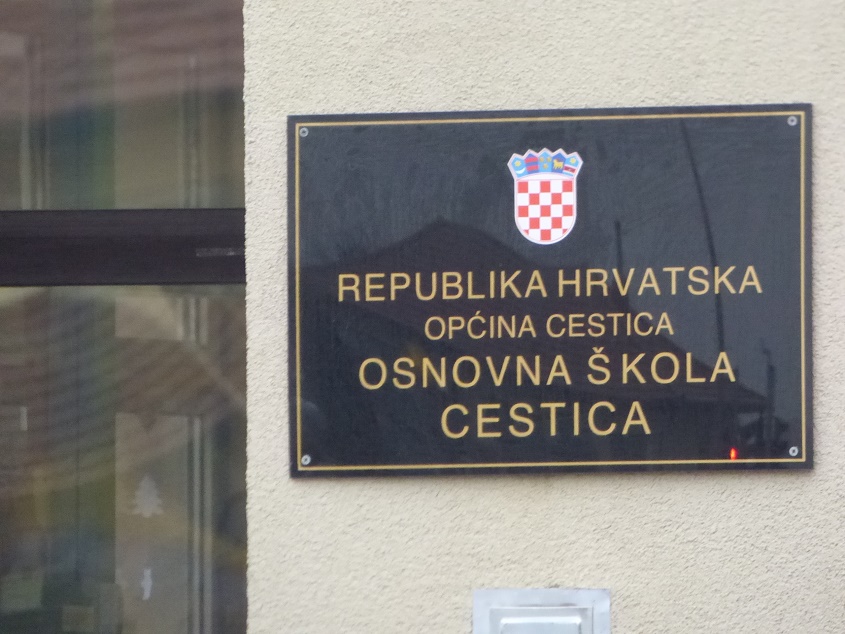 REPUBLIKA HRVATSKA
OPĆINA CESTICA
OSNOVNA ŠKOLA
CESTICA